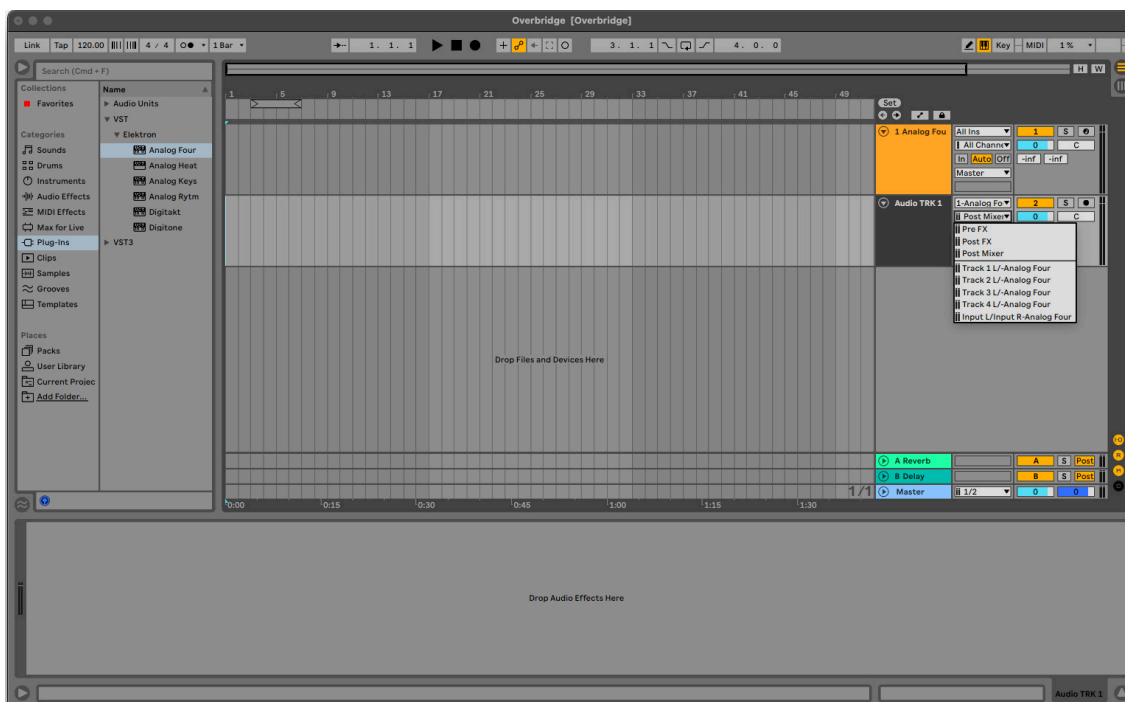 Overbridge [Overbridge]
Link Tap 120.00 4 / 4 1 Bar 1. 1. 1 3. 1. 1 4. 0. 0 Key MIDI 1 %
Search (Cmd + F)
H W
Collections
Favorites
Categories
Sounds
Drums
Instruments
Audio Effects
MIDI Effects
Max for Live
Plug-Ins
Clips
Samples
Grooves
Templates
Places
Packs
User Library
Current Projec
Add Folder...
Name
Audio Units
VST
Elektron
Analog Four
Analog Heat
Analog Keys
Analog Rytm
Digitakt
Digitone
VST3
1 5 9 13 17 21 25 29 33 37 41 45 49
Set
1 Analog Fou All Ins 1 S
All Channe 0 C
In Auto Off -inf -inf
Master
Audio TRK 1 1-Analog Fo 2 S
Post Mixer 0 C
Pre FX
Post FX
Post Mixer
Track 1 L/-Analog Four
Track 2 L/-Analog Four
Track 3 L/-Analog Four
Track 4 L/-Analog Four
Input L/Input R-Analog Four
Drop Files and Devices Here
A Reverb A S Post
B Delay B S Post
1/1 Master 1/2 0 0
0:00 0:15 0:30 0:45 1:00 1:15 1:30
Drop Audio Effects Here
Audio TRK 1